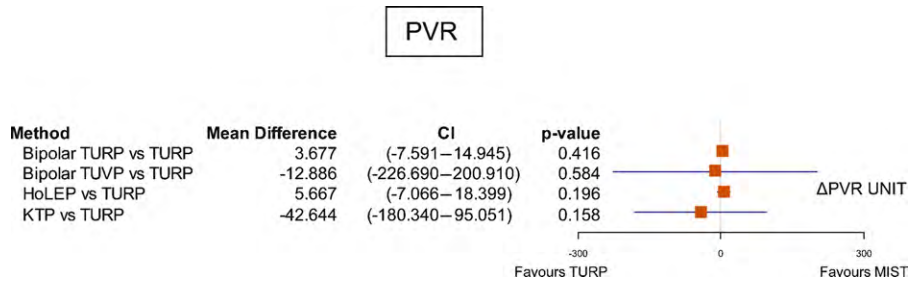 PVR
Method Mean Difference CI p-value
Bipolar TURP vs TURP 3.677 (-7.591–14.945) 0.416
Bipolar TUVP vs TURP -12.886 (-226.690–200.910) 0.584
HoLEP vs TURP 5.667 (-7.066–18.399) 0.196
KTP vs TURP -42.644 (-180.340–95.051) 0.158
ΔPVR UNIT
-300 0 300
Favours TURP Favours MIST